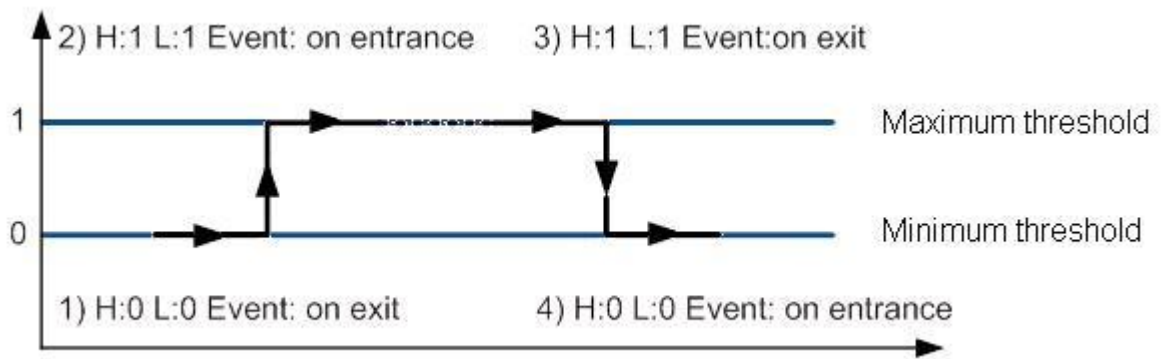 2) H:1 L:1 Event: on entrance
3) H:1 L:1 Event:on exit
1
Maximum threshold
0
Minimum threshold
1) H:0 L:0 Event: on exit
4) H:0 L:0 Event: on entrance